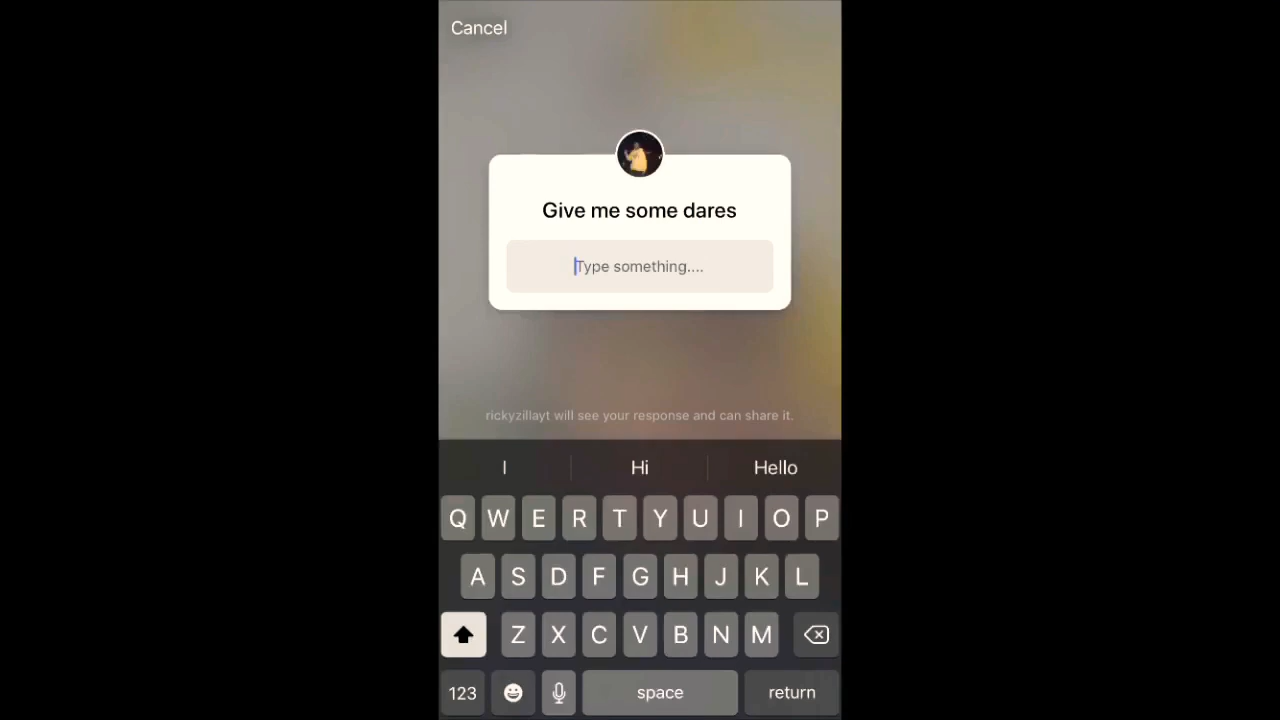 Cancel
Give me some dares
Type something....
rickyzillayt will see your response and can share it.
I Hi Hello
Q W E R T Y U I O P
A S D F G H J K L
Z X C V B N M
123 space return